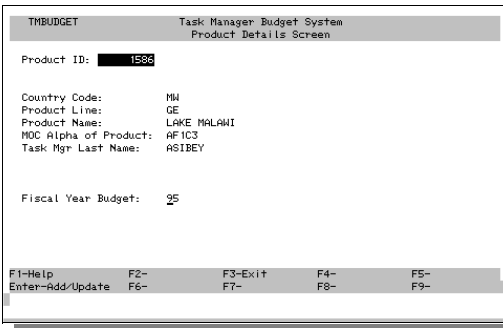 TMBUDGET Task Manager Budget System
Product Details Screen
Product ID: 1586
Country Code: MW
Product Line: GE
Product Name: LAKE MALAWI
MOC Alpha of Product: AF1C3
Task Mgr Last Name: ASIBEY
Fiscal Year Budget: 95
F1-Help F2- F3-Exit F4- F5-
Enter-Add/Update F6- F7- F8- F9-